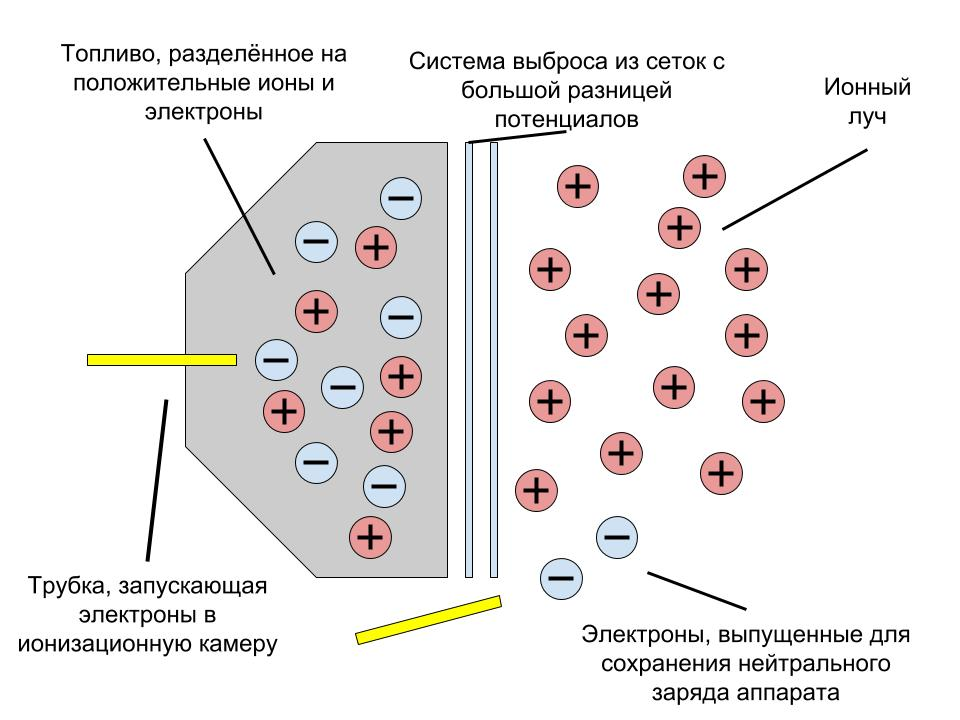 Топливо, разделённое на
положительные ионы и
электроны
Система выброса из сеток с
большой разницей
потенциалов
Ионный
луч
Трубка, запускающая
электроны в
ионизационную камеру
Электроны, выпущенные для
сохранения нейтрального
заряда аппарата